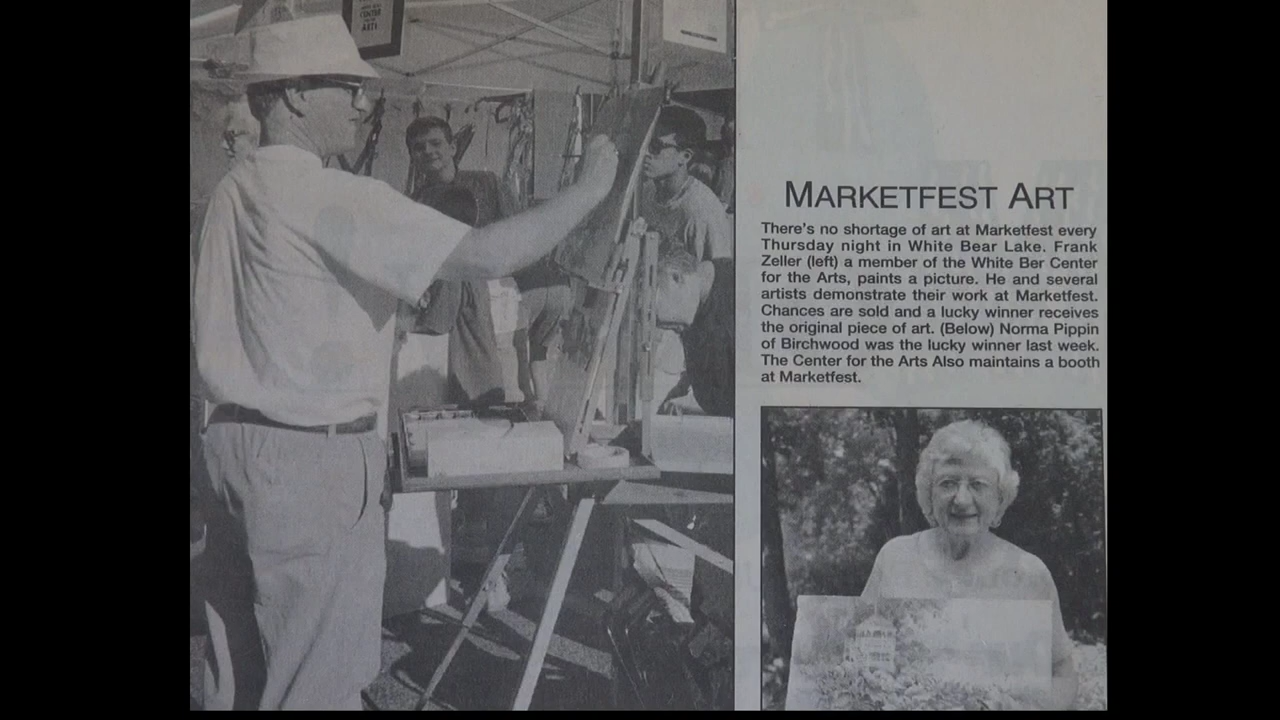 CENTER
ARTS
MARKETFEST ART
There's no shortage of art at Marketfest every
Thursday night in White Bear Lake. Frank
Zeller (left) a member of the White Ber Center
for the Arts, paints a picture. He and several
artists demonstrate their work at Marketfest.
Chances are sold and a lucky winner receives
the original piece of art. (Below) Norma Pippin
of Birchwood was the lucky winner last week.
The Center for the Arts Also maintains a booth
at Marketfest.